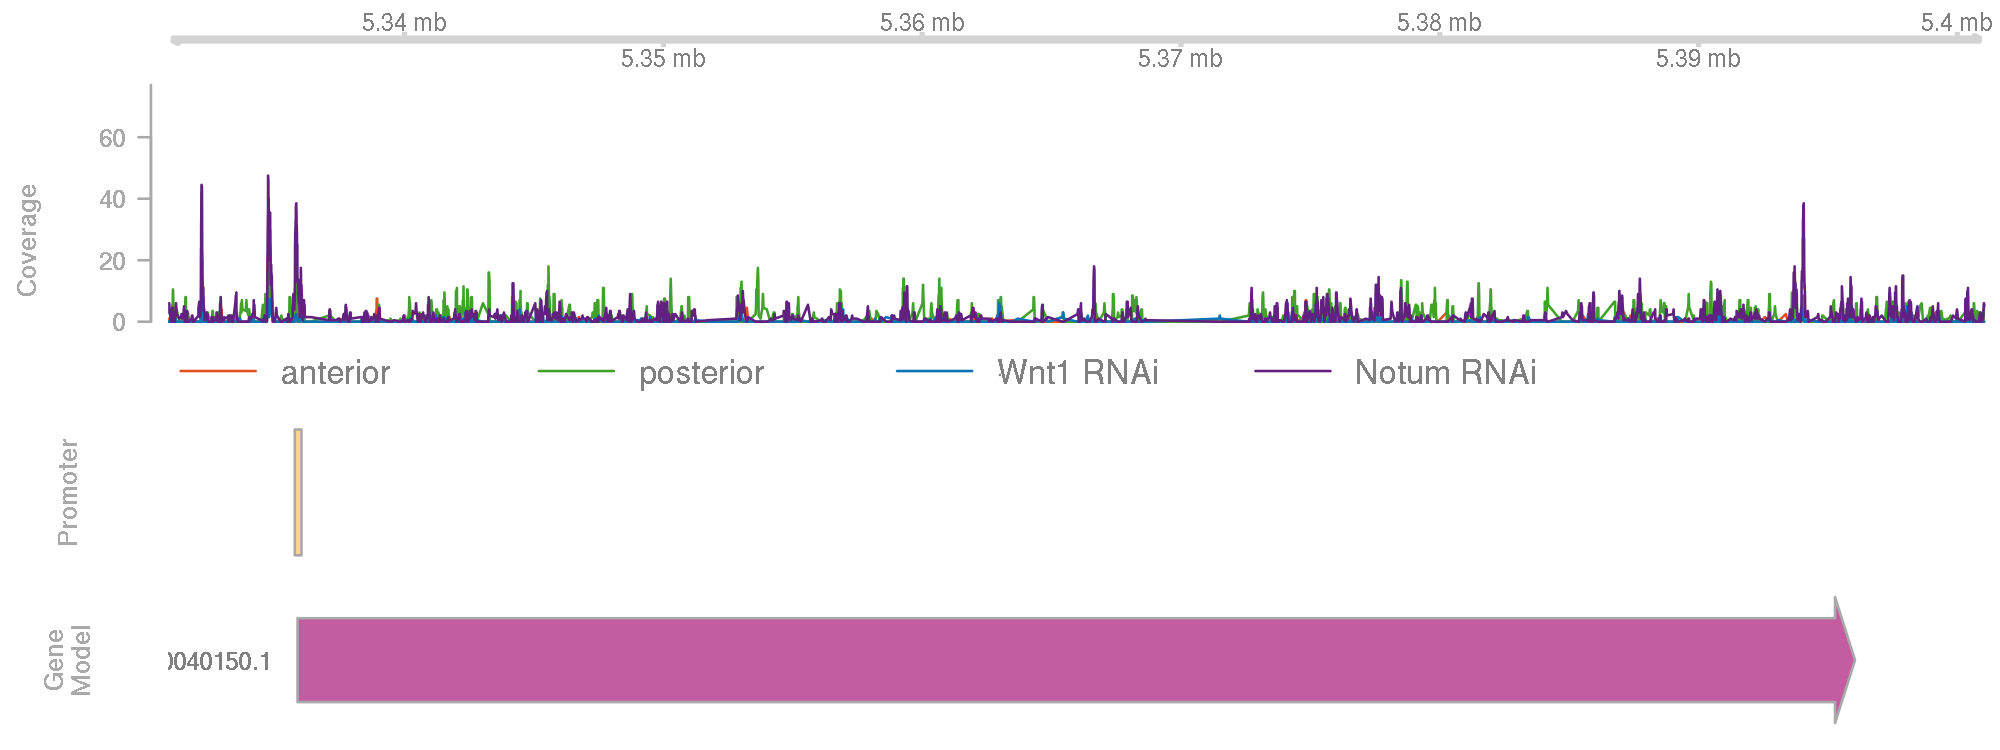 5.34 mb 5.36 mb 5.38 mb 5.4 mb
5.35 mb 5.37 mb 5.39 mb
Coverage
60
40
20
0
anterior posterior Wnt1 RNAi Notum RNAi
Promoter
Gene
Model
0040150.1